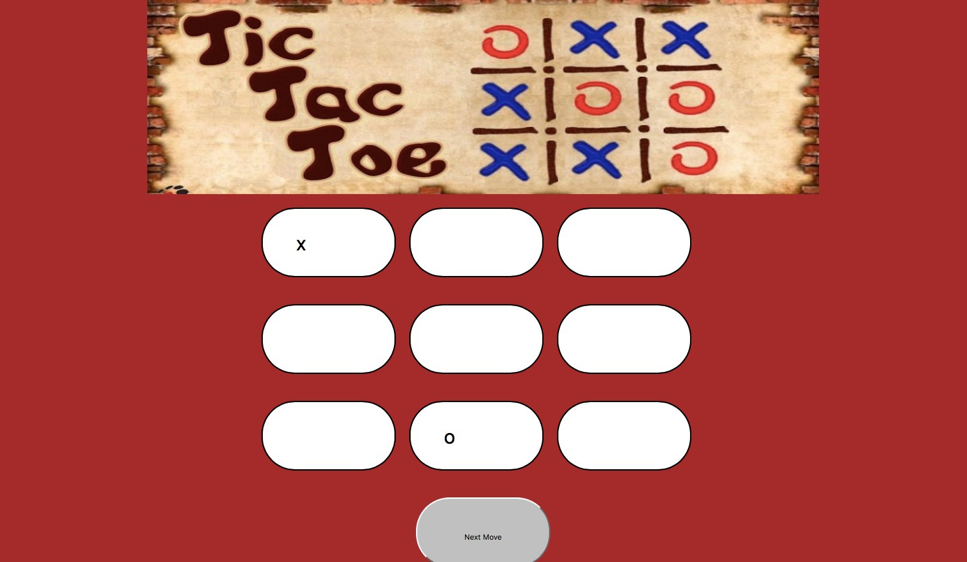 Tic
Tac
Toe
O X X
X O O
X X O
x
o
Next Move